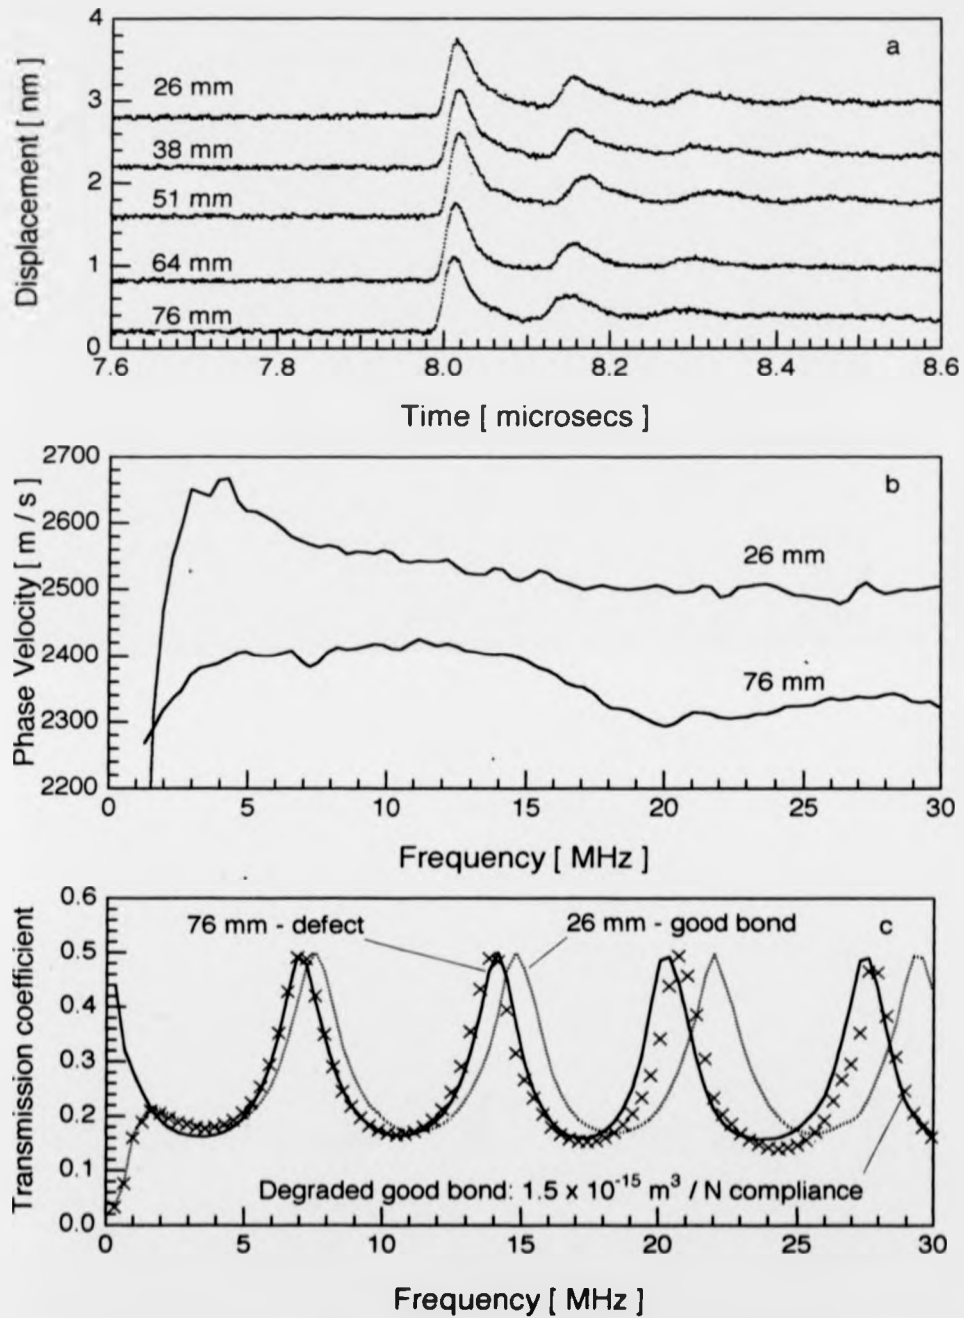 4
a
3
2
1
0
Displacement [ nm ]
26 mm
38 mm
51 mm
64 mm
76 mm
7.6
7.8
8.0
8.2
8.4
8.6
Time [ microsecs ]
2700
b
2600
2500
2400
2300
2200
Phase Velocity [ m / s ]
26 mm
76 mm
0
5
10
15
20
25
30
Frequency [ MHz ]
0.6
76 mm - defect
26 mm - good bond
c
0.5
0.4
0.3
0.2
0.1
0.0
Transmission coefficient
Degraded good bond: 1.5 x 10⁻¹⁵ m³ / N compliance
0
5
10
15
20
25
30
Frequency [ MHz ]